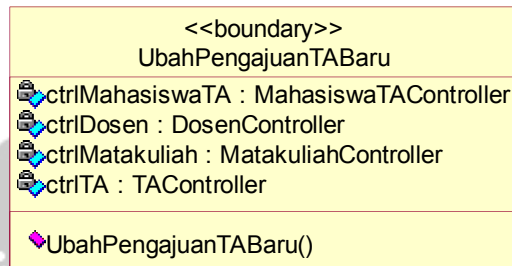 <<boundary>>
UbahPengajuanTABaru
ctrlMahasiswaTA : MahasiswaTAController
ctrlDosen : DosenController
ctrlMatakuliah : MatakuliahController
ctrlTA : TAController
UbahPengajuanTABaru()